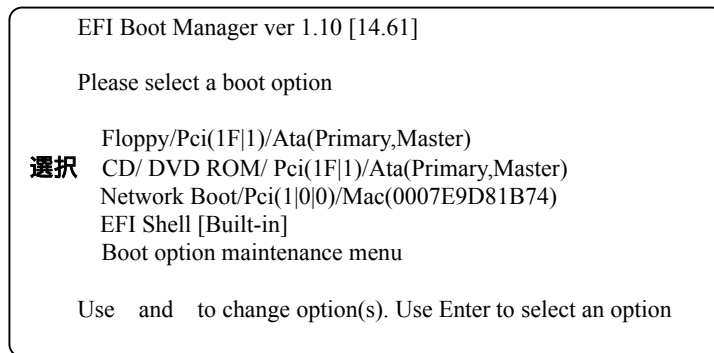 EFI Boot Manager ver 1.10 [14.61]
Please select a boot option
Floppy/Pci(1F|1)/Ata(Primary,Master)
選択 CD/ DVD ROM/ Pci(1F|1)/Ata(Primary,Master)
Network Boot/Pci(1|0|0)/Mac(0007E9D81B74)
EFI Shell [Built-in]
Boot option maintenance menu
Use and to change option(s). Use Enter to select an option